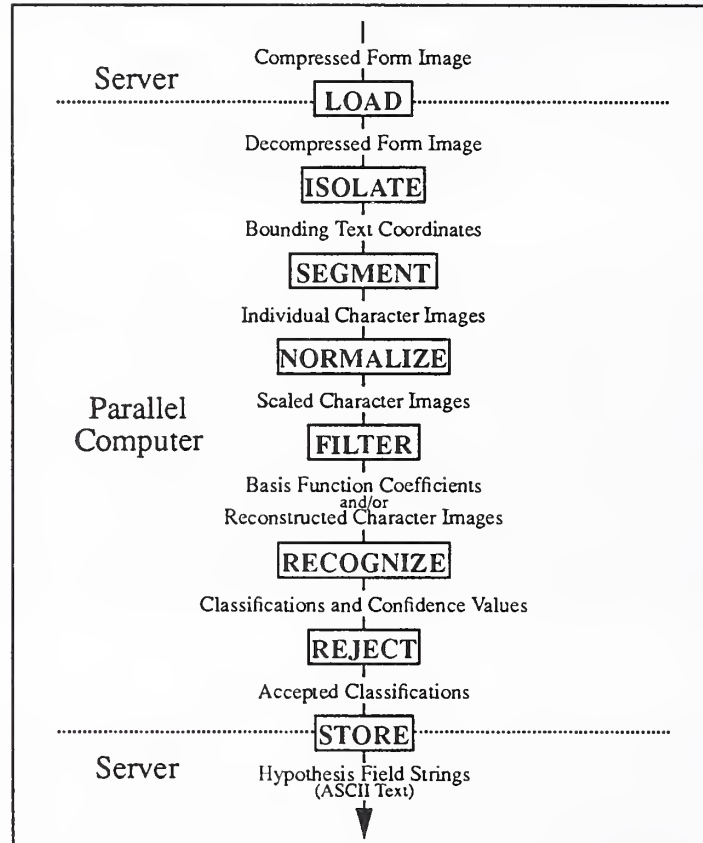 Compressed Form Image
Server
LOAD
Decompressed Form Image
ISOLATE
Bounding Text Coordinates
SEGMENT
Individual Character Images
NORMALIZE
Scaled Character Images
Parallel
Computer
FILTER
Basis Function Coefficients
and/or
Reconstructed Character Images
RECOGNIZE
Classifications and Confidence Values
REJECT
Accepted Classifications
STORE
Server
Hypothesis Field Strings
(ASCII Text)